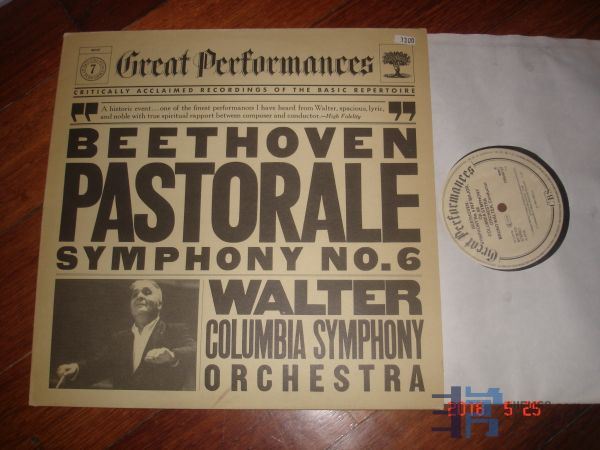 1300
7
Great Performances
CRITICALLY ACCLAIMED RECORDINGS OF THE BASIC REPERTOIRE
"A historic event....one of the finest performances I have heard from Walter, spacious, lyric,
and noble with true spiritual rapport between composer and conductor.—High Fidelity"
BEETHOVEN
PASTORALE
SYMPHONY NO.6
WALTER
COLUMBIA SYMPHONY
ORCHESTRA
Great Performances
2018 5 25